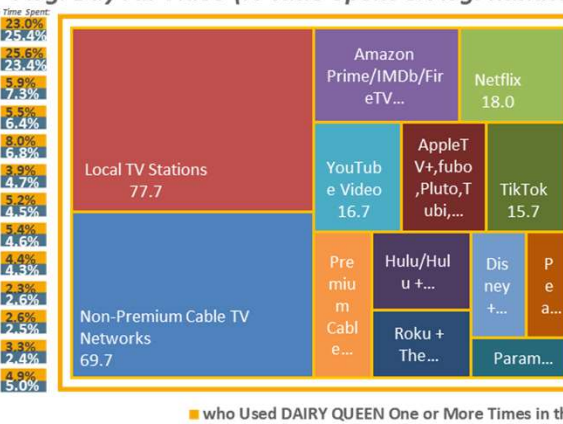 Time Spent:
23.0%
25.4%
25.6%
23.4%
5.9%
7.3%
5.5%
6.4%
8.0%
6.8%
3.9%
4.7%
5.2%
4.5%
5.4%
4.6%
4.4%
4.3%
2.3%
2.6%
2.6%
2.5%
3.3%
2.4%
4.9%
5.0%
Local TV Stations
77.7
Non-Premium Cable TV
Networks
69.7
Amazon
Prime/IMDb/Fir
eTV...
Netflix
18.0
YouTub
e Video
16.7
AppleT
V+,fubo
,Pluto,T
ubi,...
TikTok
15.7
Pre
miu
m
Cabl
e...
Hulu/Hul
u +...
Roku +
The...
Dis
ney
+...
P
e
a...
Param...
who Used DAIRY QUEEN One or More Times in th